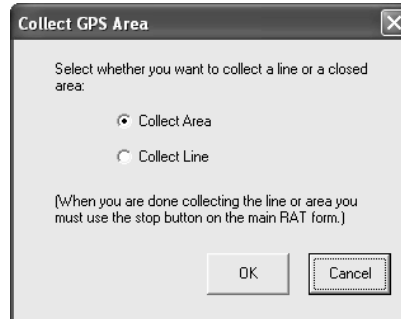 Collect GPS Area
Select whether you want to collect a line or a closed
area:
Collect Area
Collect Line
(When you are done collecting the line or area you
must use the stop button on the main RAT form.)
OK
Cancel